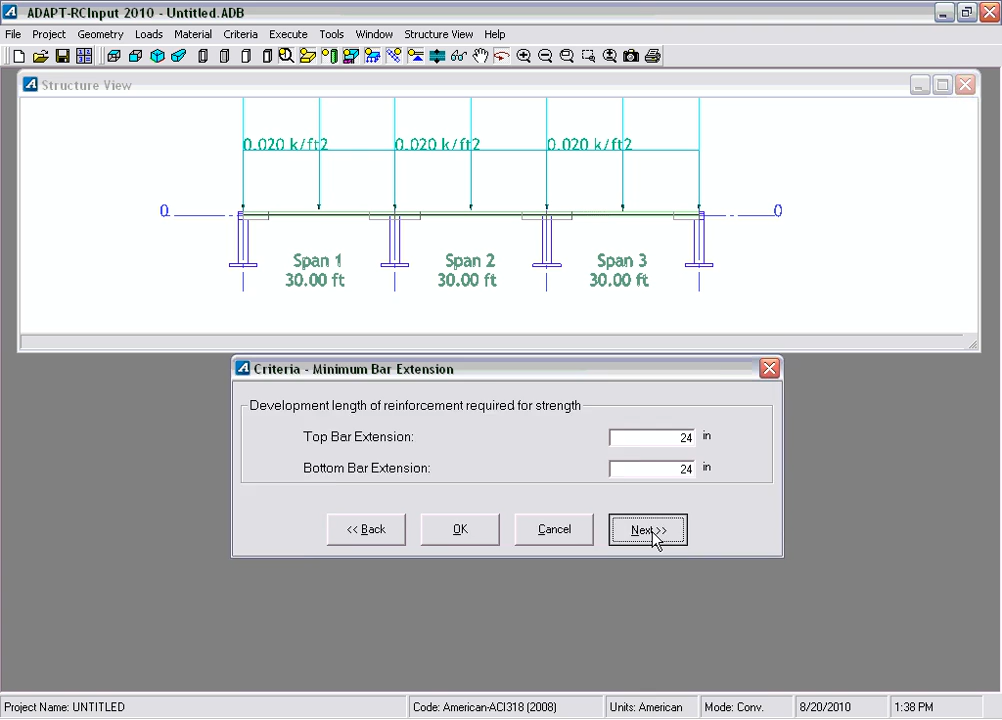 ADAPT-RCInput 2010 - Untitled.ADB
File Project Geometry Loads Material Criteria Execute Tools Window Structure View Help
Structure View
0.020 k/ft2 0.020 k/ft2 0.020 k/ft2
0 0
Span 1 Span 2 Span 3
30.00 ft 30.00 ft 30.00 ft
Criteria - Minimum Bar Extension
Development length of reinforcement required for strength
Top Bar Extension: 24 in
Bottom Bar Extension: 24 in
<< Back OK Cancel Next >>
Project Name: UNTITLED Code: American-ACI318 (2008) Units: American Mode: Conv. 8/20/2010 1:38 PM